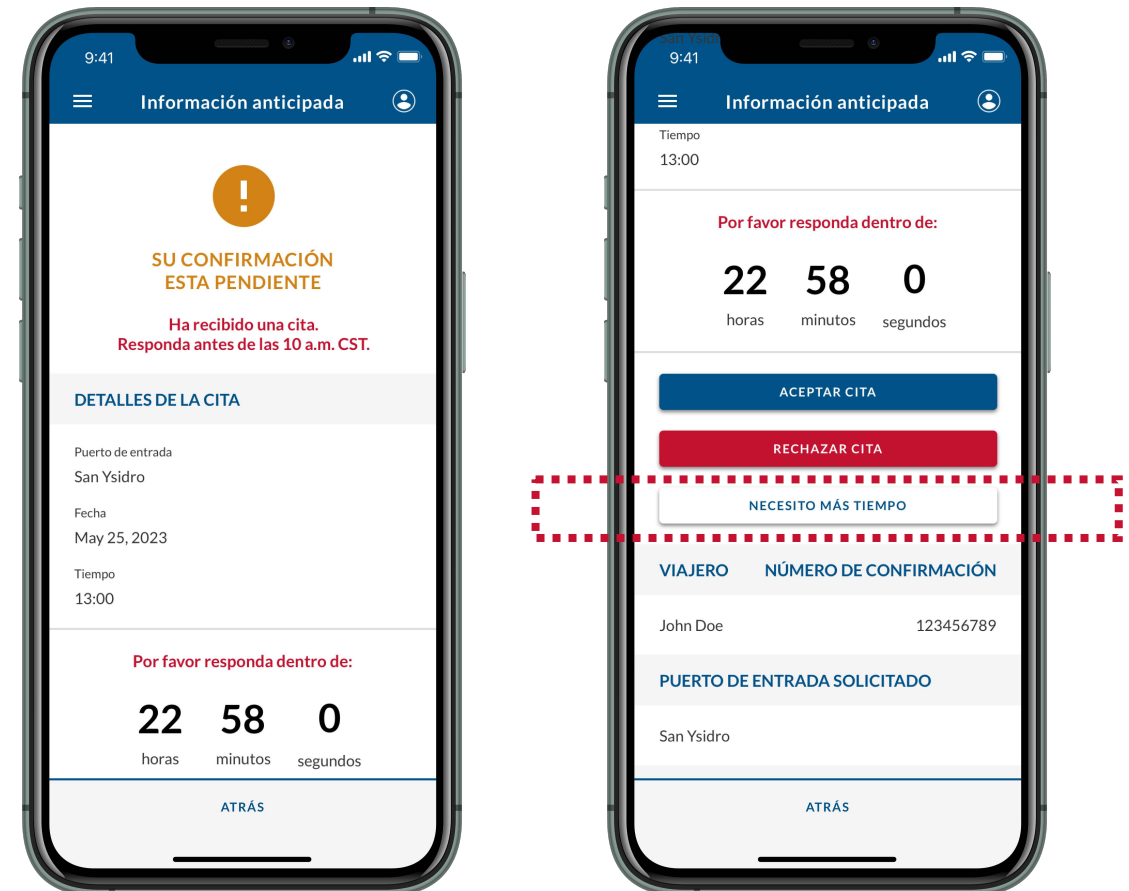 9:41
Información anticipada
SU CONFIRMACIÓN
ESTA PENDIENTE
Ha recibido una cita.
Responda antes de las 10 a.m. CST.
DETALLES DE LA CITA
Puerto de entrada
San Ysidro
Fecha
May 25, 2023
Tiempo
13:00
Por favor responda dentro de:
22 58 0
horas minutos segundos
ATRÁS
San Ysidro
9:41
Información anticipada
Tiempo
13:00
Por favor responda dentro de:
22 58 0
horas minutos segundos
ACEPTAR CITA
RECHAZAR CITA
NECESITO MÁS TIEMPO
VIAJERO NÚMERO DE CONFIRMACIÓN
John Doe 123456789
PUERTO DE ENTRADA SOLICITADO
San Ysidro
ATRÁS